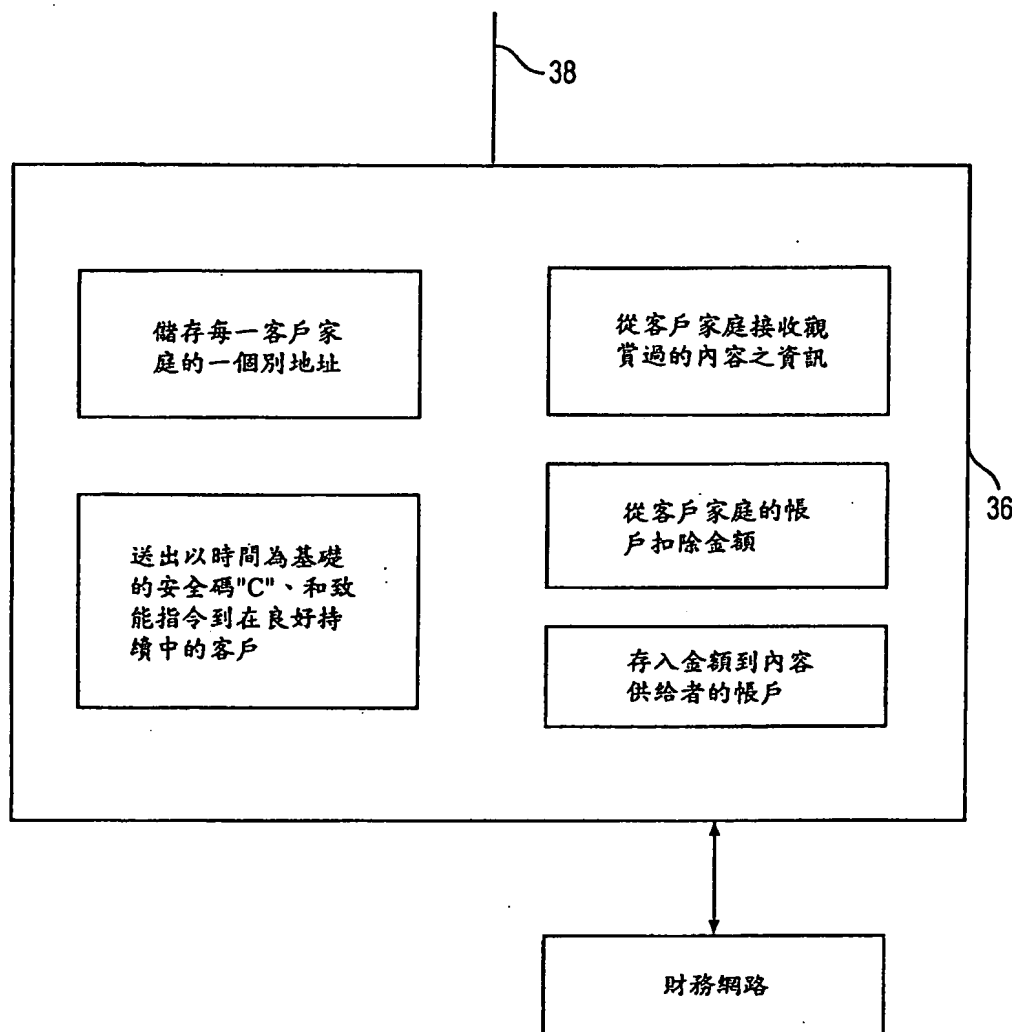 38
儲存每一客戶家
庭的一個別地址
從客戶家庭接收觀
賞過的內容之資訊
36
從客戶家庭的帳
戶扣除金額
送出以時間為基礎
的安全碼"C"、和致
能指令到在良好持
續中的客戶
存入金額到內容
供給者的帳戶
財務網路